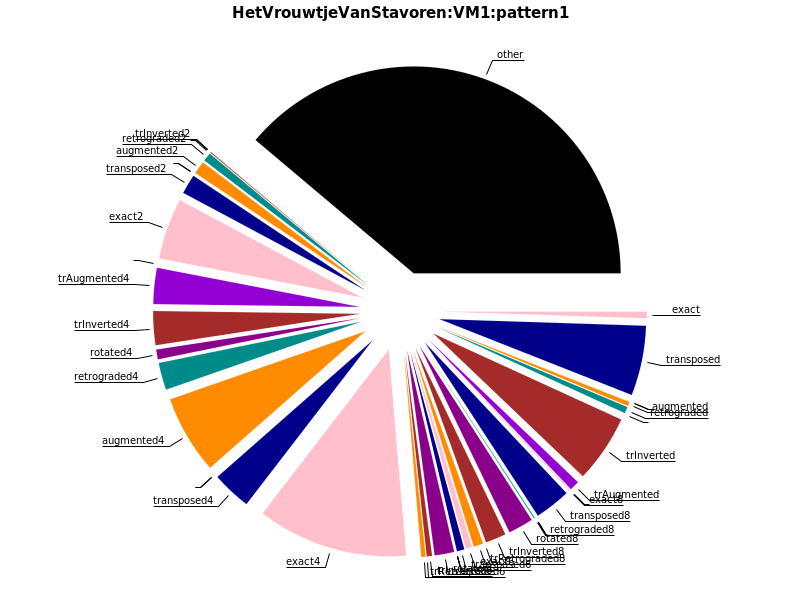 HetVrouwtjeVanStavoren:VM1:pattern1
other
trInverted2
retrograded2
augmented2
transposed2
exact2
trAugmented4
trInverted4
rotated4
retrograded4
augmented4
transposed4
exact4
exact
transposed
augmented
retrograded
trInverted
trAugmented
exact8
transposed8
retrograded8
rotated8
trInverted8
trRetrograded8